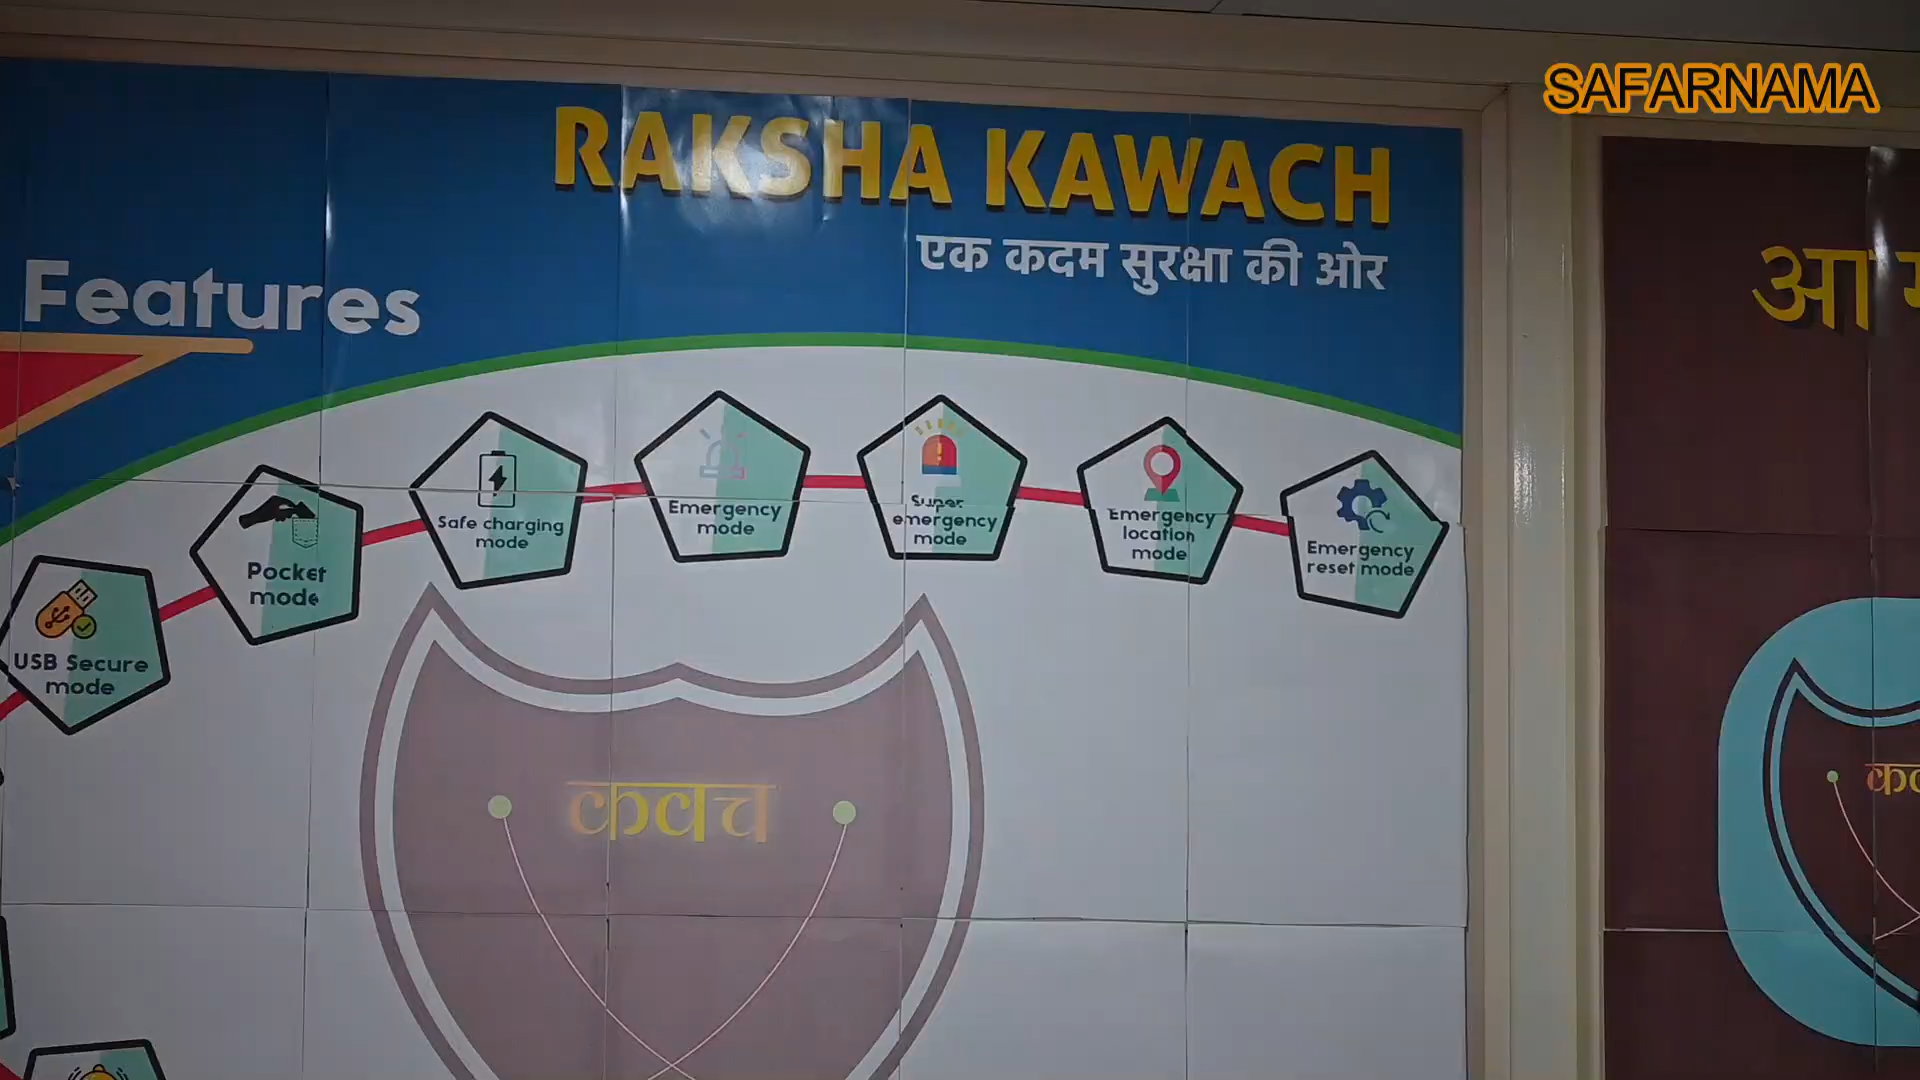 SAFARNAMA
RAKSHA KAWACH
एक कदम सुरक्षा की ओर
Features
USB Secure
mode
Pocket
mode
Safe charging
mode
Emergency
mode
Super
emergency
mode
Emergency
location
mode
Emergency
reset mode
कवच